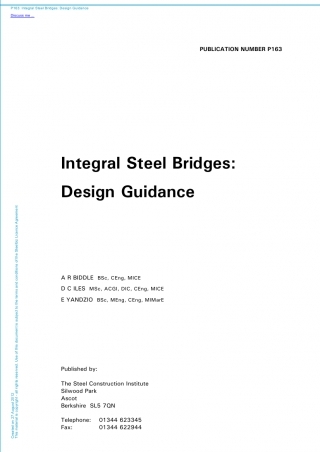 P163: Integral Steel Bridges: Design Guidance
Discuss me ...
PUBLICATION NUMBER P163
Integral Steel Bridges:
Design Guidance
A R BIDDLE BSc, CEng, MICE
D C ILES MSc, ACGI, DIC, CEng, MICE
E YANDZIO BSc, MEng, CEng, MIMarE
Published by:
The Steel Construction Institute
Silwood Park
Ascot
Berkshire SL5 7QN
Telephone: 01344 623345
Fax: 01344 622944
Created on 27 August 2012
This material is copyright - all rights reserved. Use of this document is subject to the terms and conditions of the Steelbiz Licence Agreement